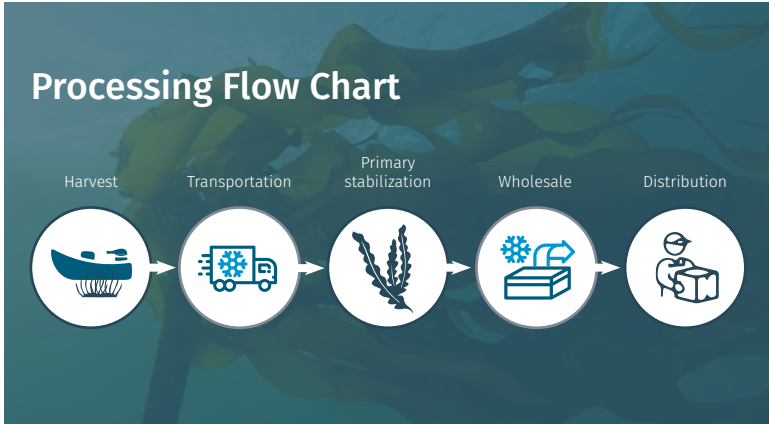 Processing Flow Chart
Harvest
Transportation
Primary
stabilization
Wholesale
Distribution